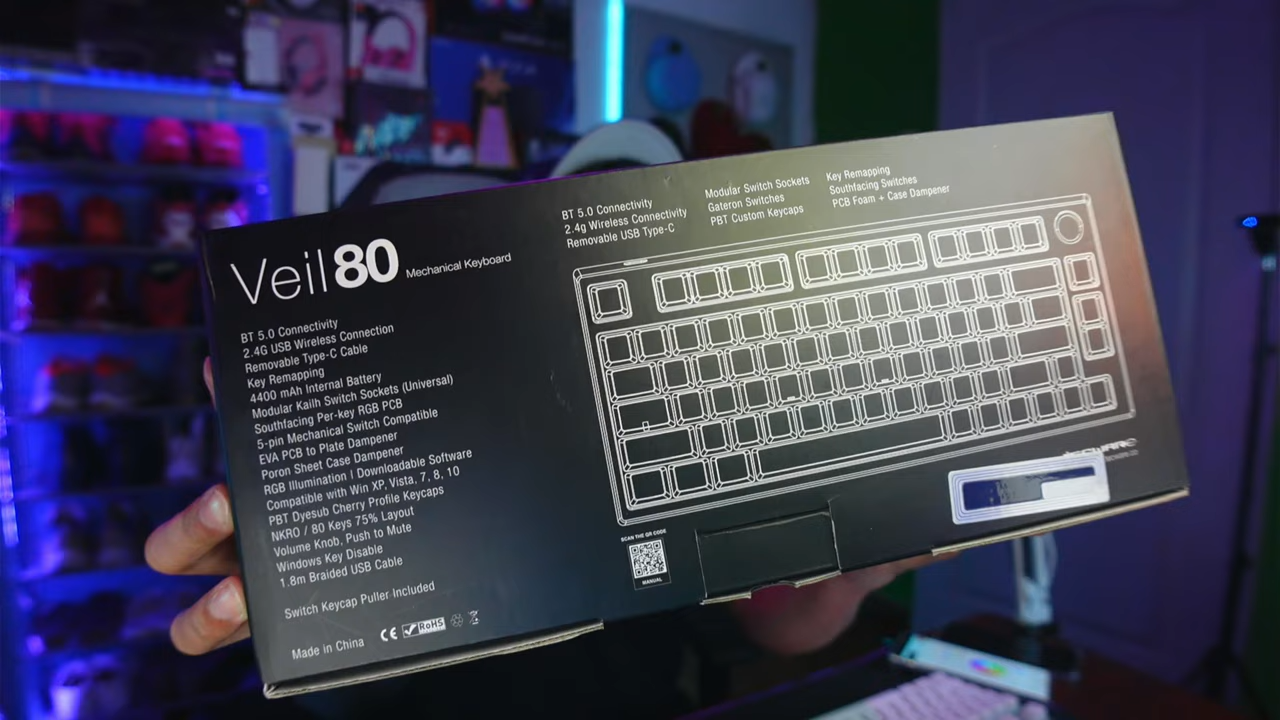 Veil80 Mechanical Keyboard
BT 5.0 Connectivity
2.4G USB Wireless Connection
Removable Type-C Cable
Key Remapping
4400 mAh Internal Battery
Modular Kailh Switch Sockets (Universal)
Southfacing Per-key RGB PCB
5-pin Mechanical Switch Compatible
EVA PCB to Plate Dampener
Poron Sheet Case Dampener
RGB Illumination | Downloadable Software
Compatible with Win XP, Vista, 7, 8, 10
PBT Dyesub Cherry Profile Keycaps
NKRO / 80 Keys 75% Layout
Volume Knob, Push to Mute
Windows Key Disable
1.8m Braided USB Cable
Switch Keycap Puller Included
Made in China CE RoHS
BT 5.0 Connectivity
2.4g Wireless Connectivity
Removable USB Type-C
Modular Switch Sockets
Gateron Switches
PBT Custom Keycaps
Key Remapping
Southfacing Switches
PCB Foam + Case Dampener
SCAN THE QR CODE
MANUAL